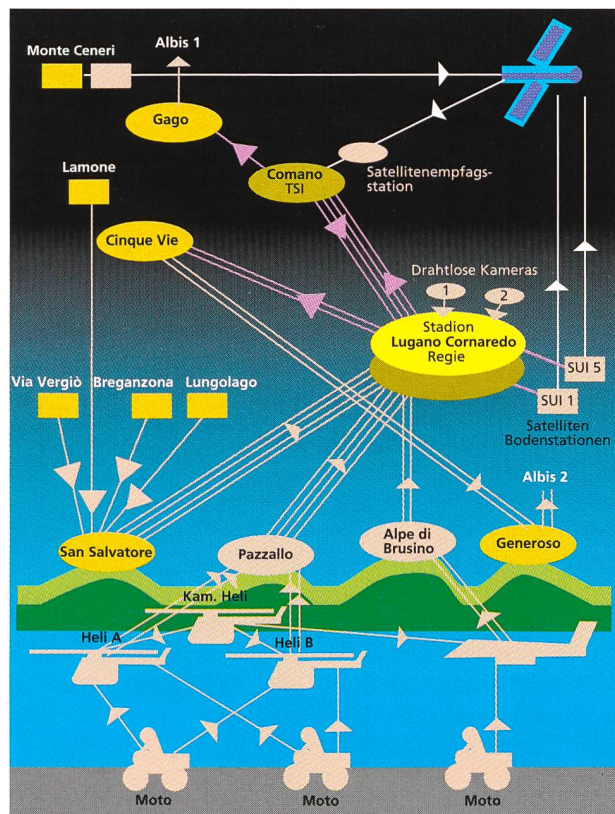 Albis 1
Monte Ceneri
Gago
Lamone
Comano
TSI
Satellitenempfags-
station
Cinque Vie
Drahtlose Kameras
1
2
Stadion
Lugano Cornaredo
Regie
SUI 5
SUI 1
Satelliten
Bodenstationen
Via Vergiò
Breganzona
Lungolago
Albis 2
San Salvatore
Pazzallo
Alpe di
Brusino
Generoso
Kam. Heli
Heli A
Heli B
Moto
Moto
Moto